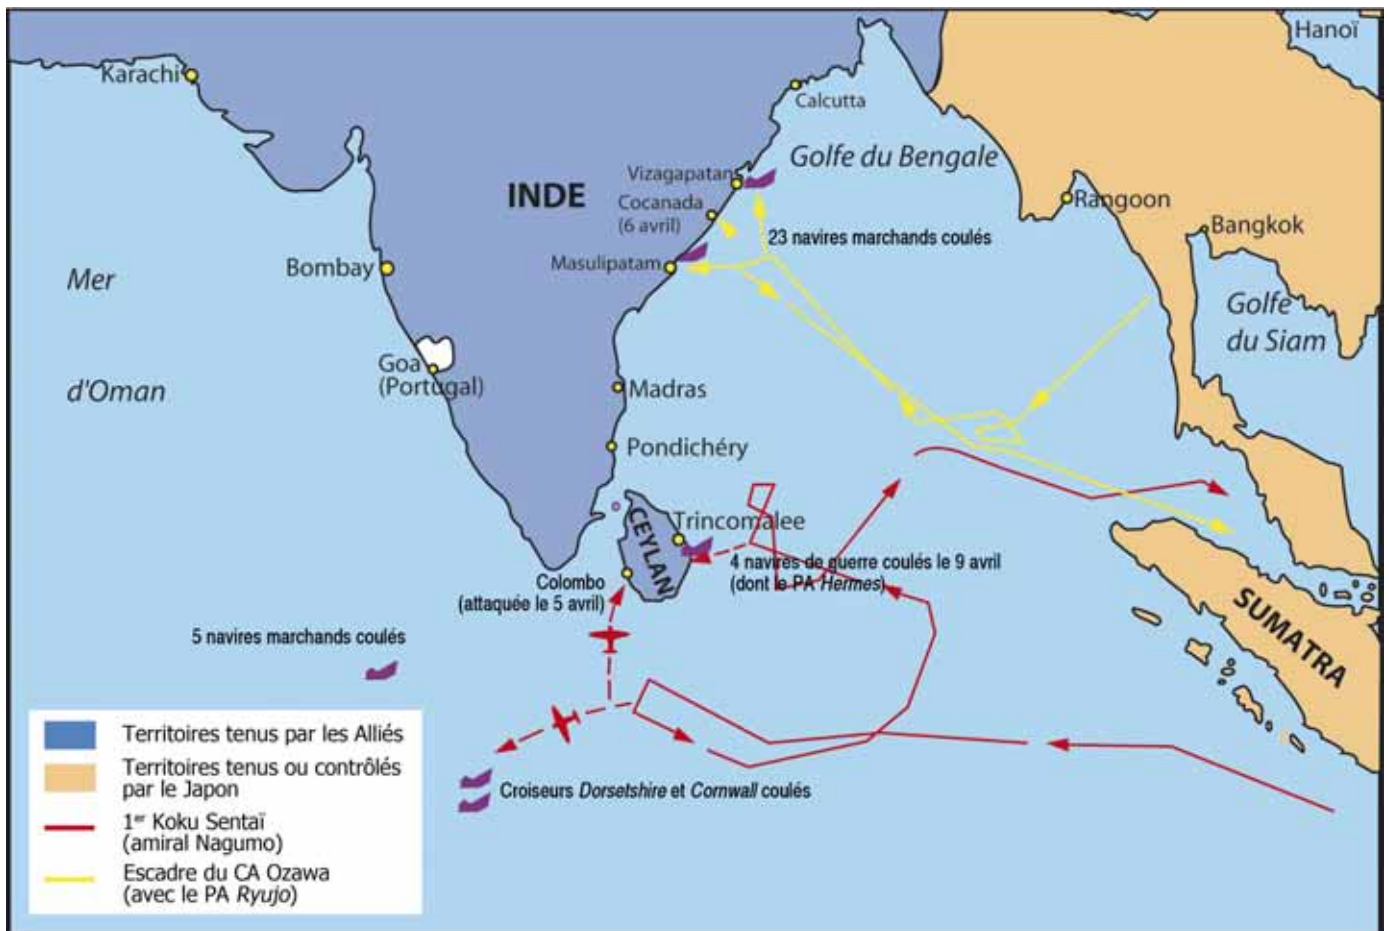 Hanoï
Karachi
Calcutta
Golfe du Bengale
Vizagapatan
INDE
Cocanada
(6 avril)
Rangoon
Bangkok
23 navires marchands coulés
Masulipatam
Bombay
Mer
d'Oman
Golfe
du Siam
Goa
(Portugal)
Madras
Pondichéry
CEYLAN
Trincomalee
4 navires de guerre coulés le 9 avril
(dont le PA Hermes)
Colombo
(attaquée le 5 avril)
SUMATRA
5 navires marchands coulés
Croiseurs Dorsetshire et Cornwall coulés
Territoires tenus par les Alliés
Territoires tenus ou contrôlés
par le Japon
1er Koku Sentaï
(amiral Nagumo)
Escadre du CA Ozawa
(avec le PA Ryujo)